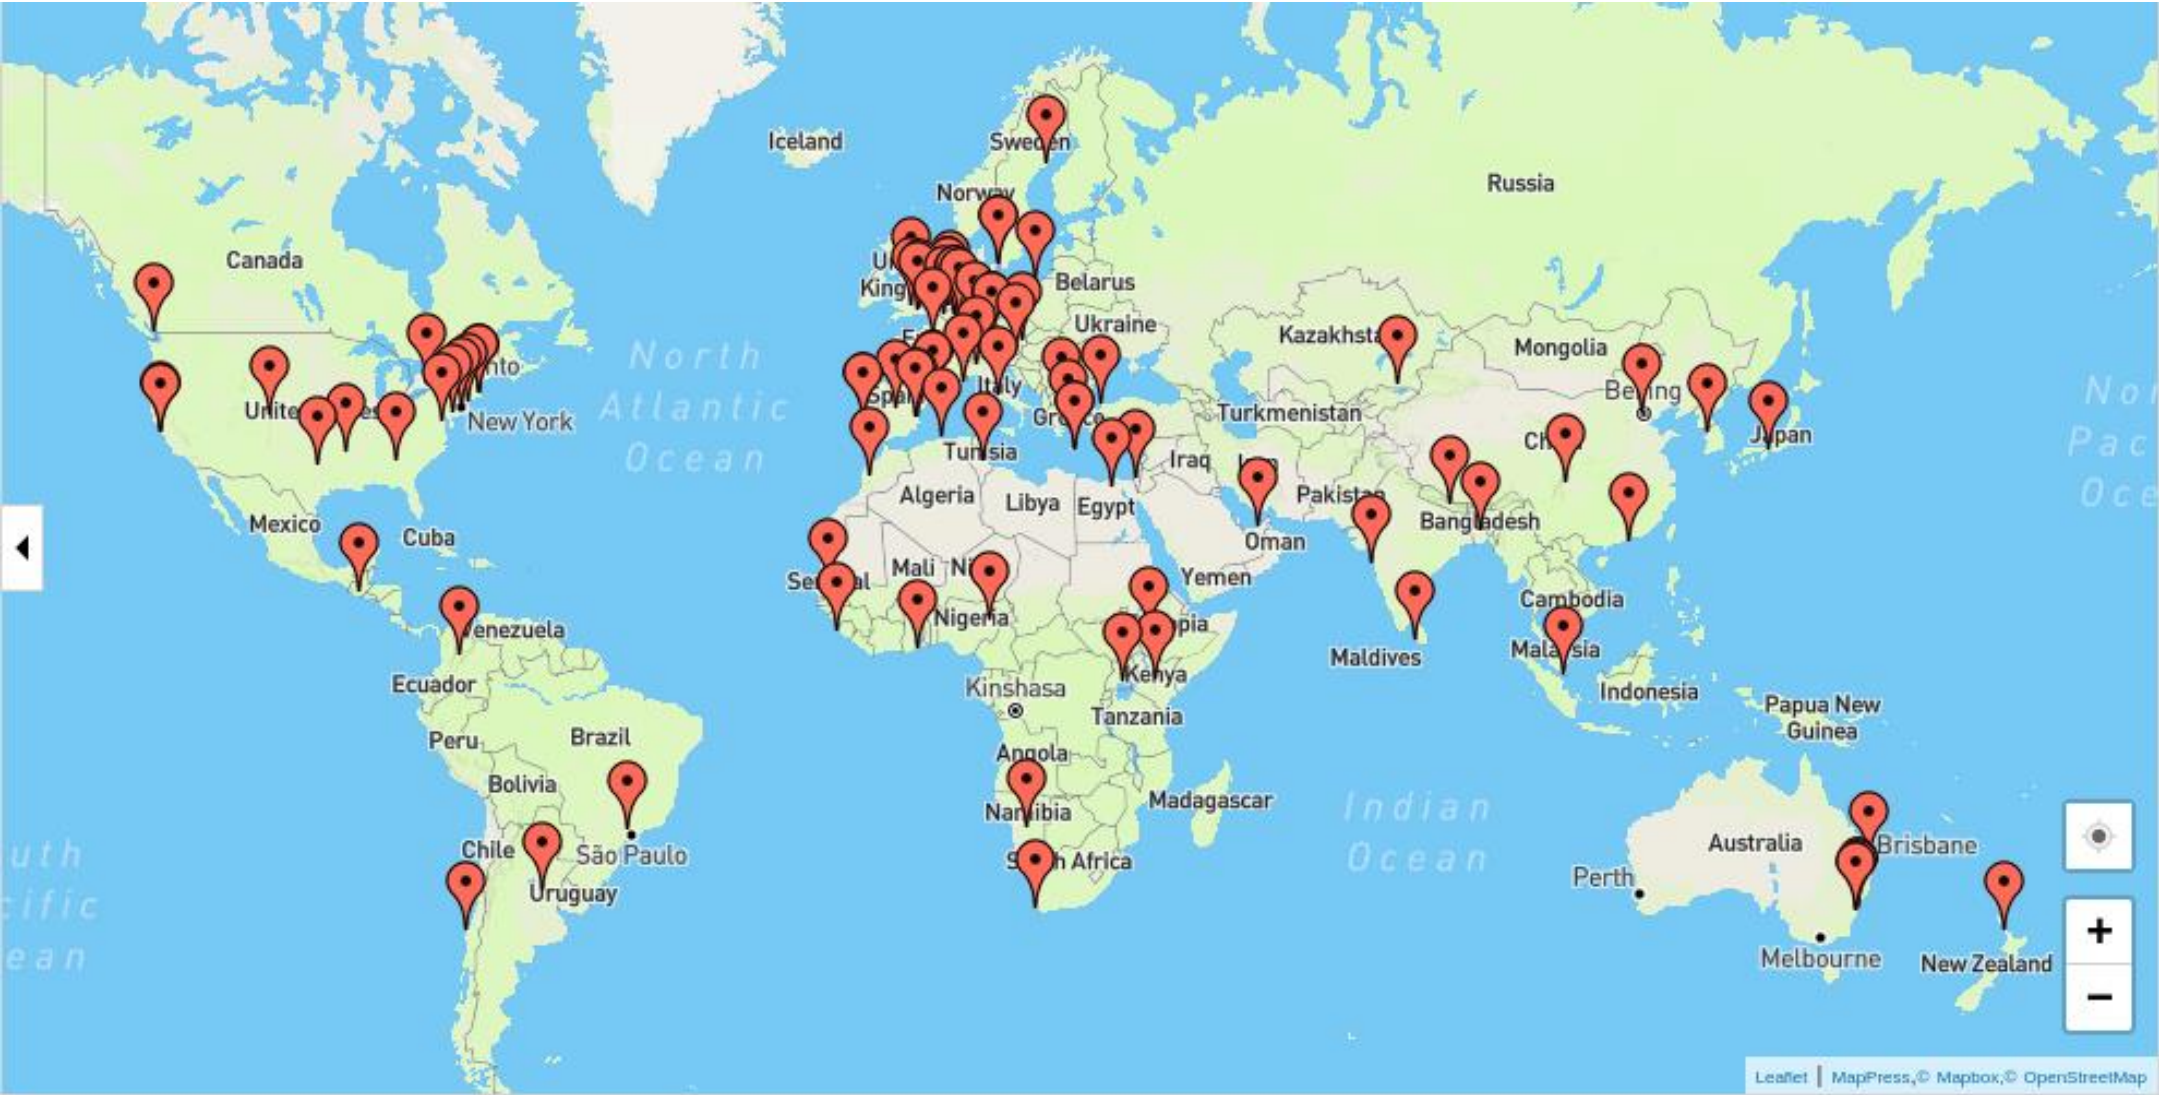 Iceland
Sweden
Norway
Russia
Canada
Belarus
Ukraine
Kazakhsta
Mongolia
North
Atlantic
Ocean
Italy
Beijing
New York
Turkmenistan
Japan
Tunisia
Iraq
Pakistan
Algeria
Libya
Egypt
Bangladesh
Mexico
Cuba
Oman
Mali
Yemen
Cambodia
Nigeria
Venezuela
Kenya
Maldives
Malaysia
Ecuador
Kinshasa
Indonesia
Tanzania
Papua New
Guinea
Peru
Brazil
Angola
Bolivia
Madagascar
Namibia
Indian
Ocean
Australia
Brisbane
Chile
São Paulo
South Africa
Perth
Uruguay
Melbourne
New Zealand
+
−
Leaflet | MapPress,© Mapbox,© OpenStreetMap